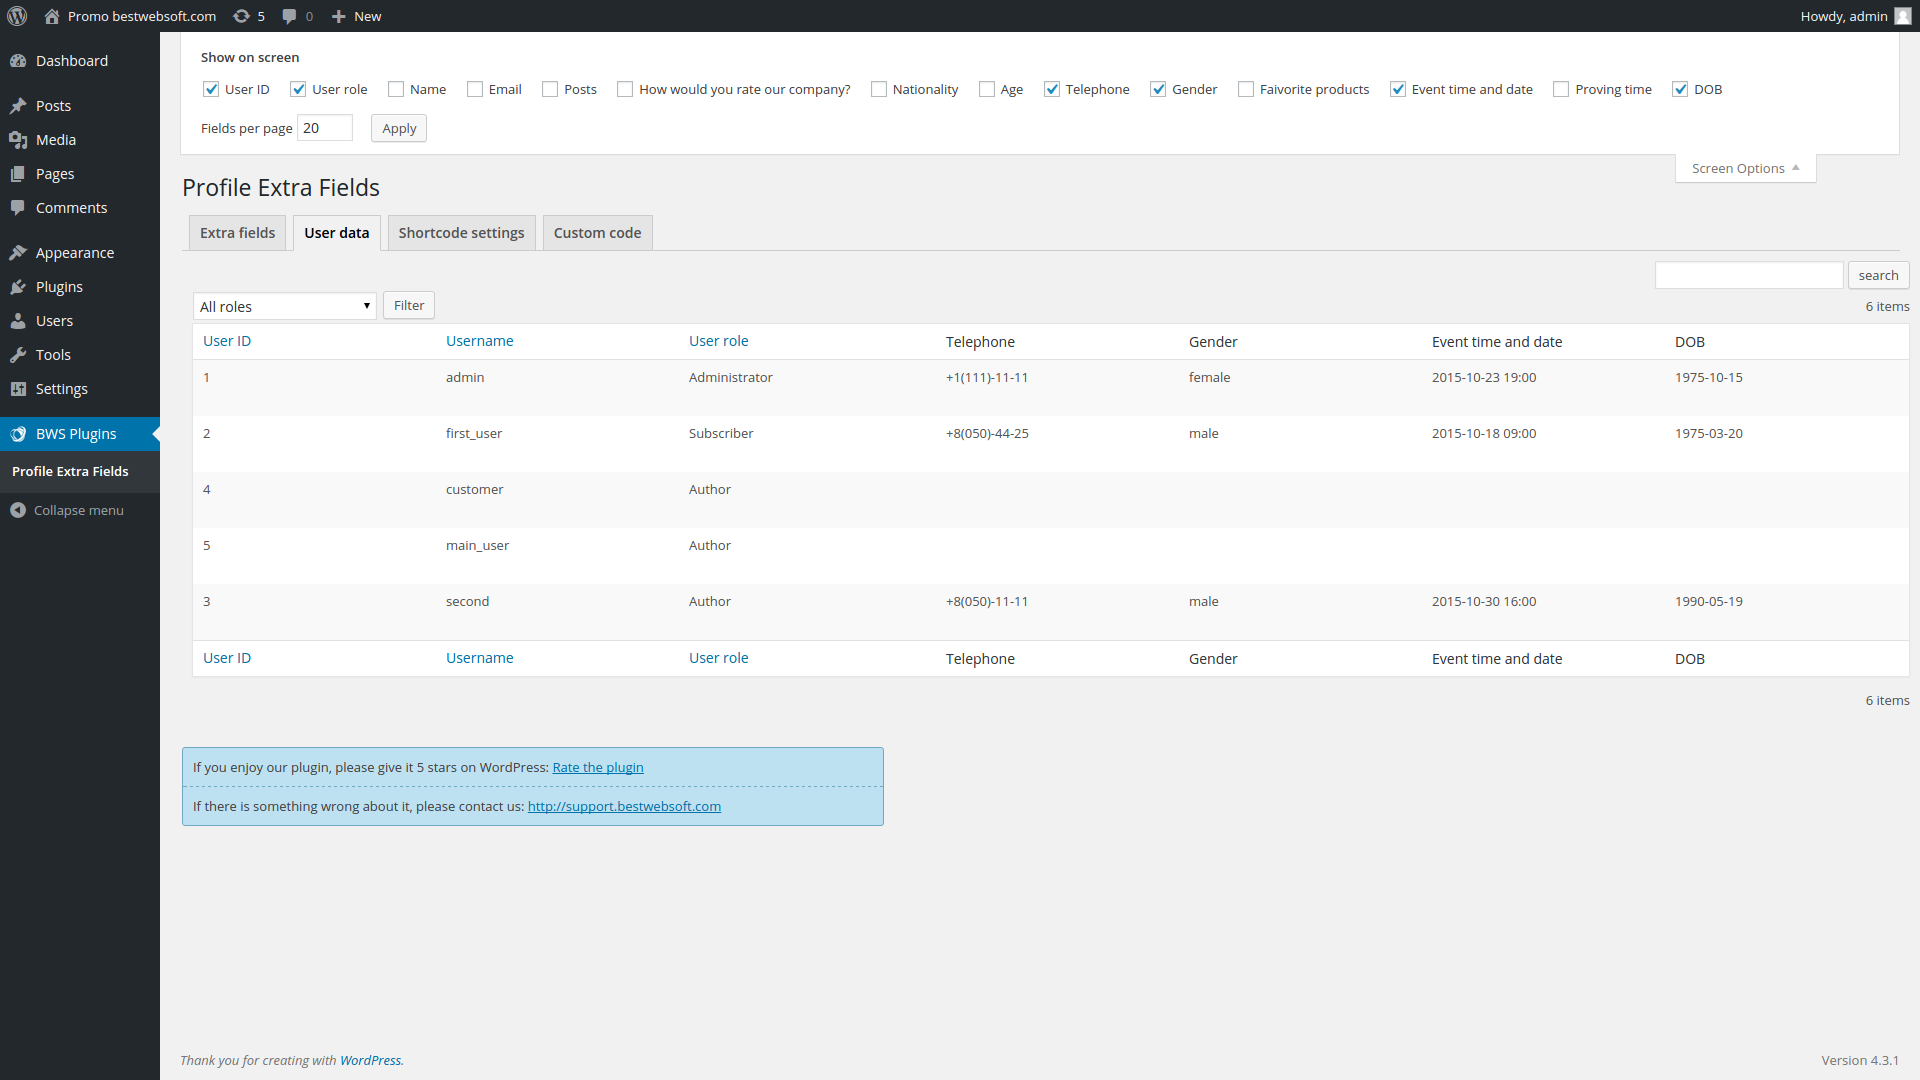 Promo bestwebsoft.com 5 0 New Howdy, admin
Dashboard
Posts
Media
Pages
Comments
Appearance
Plugins
Users
Tools
Settings
BWS Plugins
Profile Extra Fields
Collapse menu
Show on screen
User ID User role Name Email Posts How would you rate our company? Nationality Age Telephone Gender Faivorite products Event time and date Proving time DOB
Fields per page 20 Apply
Screen Options
Profile Extra Fields
Extra fields User data Shortcode settings Custom code
search
All roles Filter 6 items
User ID Username User role Telephone Gender Event time and date DOB
1 admin Administrator +1(111)-11-11 female 2015-10-23 19:00 1975-10-15
2 first_user Subscriber +8(050)-44-25 male 2015-10-18 09:00 1975-03-20
4 customer Author
5 main_user Author
3 second Author +8(050)-11-11 male 2015-10-30 16:00 1990-05-19
User ID Username User role Telephone Gender Event time and date DOB
6 items
If you enjoy our plugin, please give it 5 stars on WordPress: Rate the plugin
If there is something wrong about it, please contact us: http://support.bestwebsoft.com
Thank you for creating with WordPress. Version 4.3.1